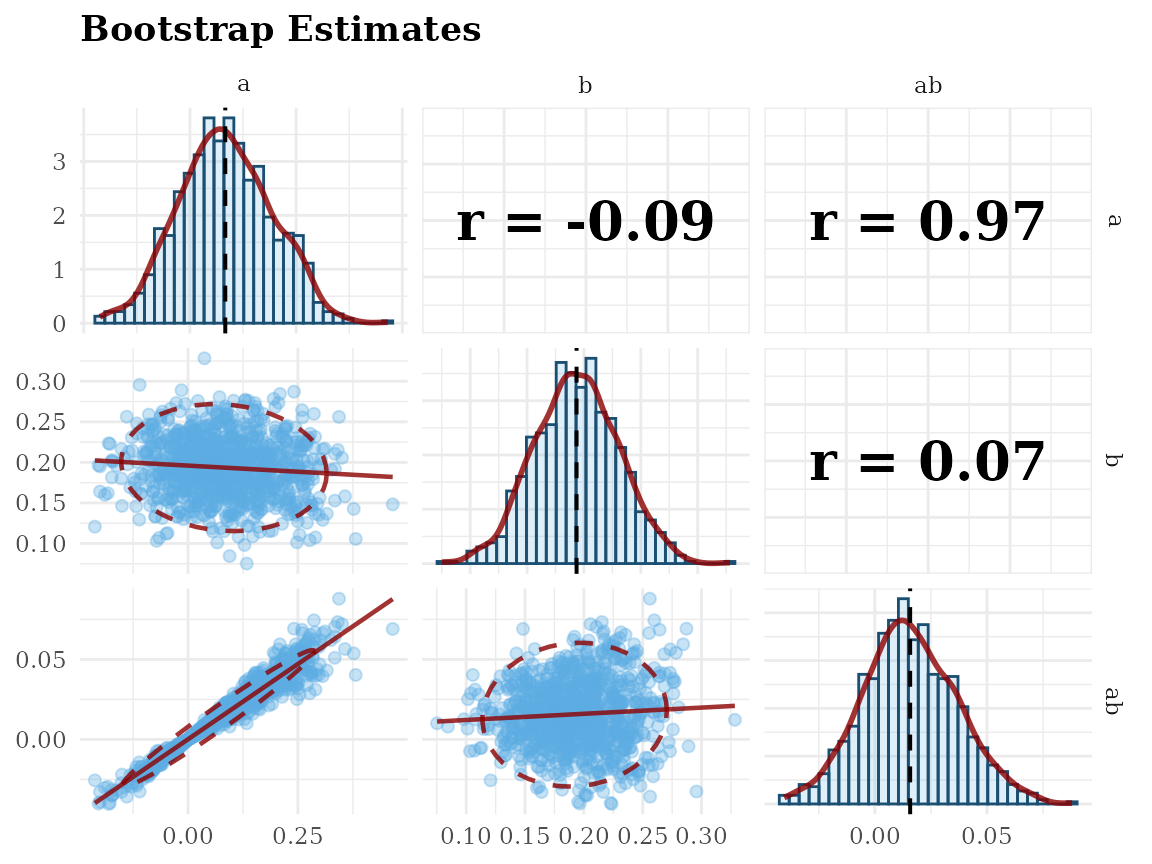 Bootstrap Estimates
a b ab
3
2
1
0
r = -0.09 r = 0.97
a
0.30
0.25
0.20
0.15
0.10
r = 0.07
b
0.05
0.00
ab
0.00 0.25 0.10 0.15 0.20 0.25 0.30 0.00 0.05